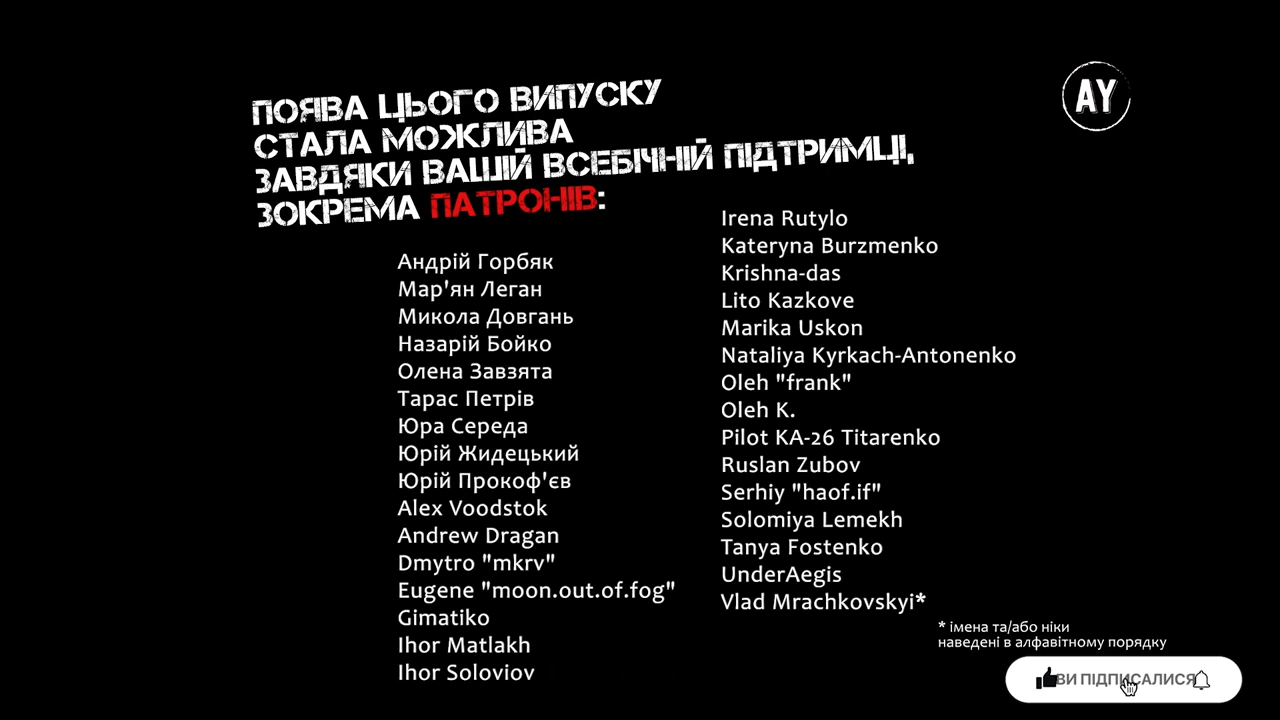 ПОЯВА ЦЬОГО ВИПУСКУ
СТАЛА МОЖЛИВА
ЗАВДЯКИ ВАШІЙ ВСЕБІЧНІЙ ПІДТРИМЦІ,
ЗОКРЕМА ПАТРОНІВ:
AY
Андрій Горбяк
Мар'ян Леган
Микола Довгань
Назарій Бойко
Олена Завзята
Тарас Петрів
Юра Середа
Юрій Жидецький
Юрій Прокоф'єв
Alex Voodstok
Andrew Dragan
Dmytro "mkrv"
Eugene "moon.out.of.fog"
Gimatiko
Ihor Matlakh
Ihor Soloviov
Irena Rutylo
Kateryna Burzmenko
Krishna-das
Lito Kazkove
Marika Uskon
Nataliya Kyrkach-Antonenko
Oleh "frank"
Oleh K.
Pilot KA-26 Titarenko
Ruslan Zubov
Serhiy "haof.if"
Solomiya Lemekh
Tanya Fostenko
UnderAegis
Vlad Mrachkovskyi*
* імена та/або ніки
наведені в алфавітному порядку
ВИ ПІДПИСАЛИСЯ